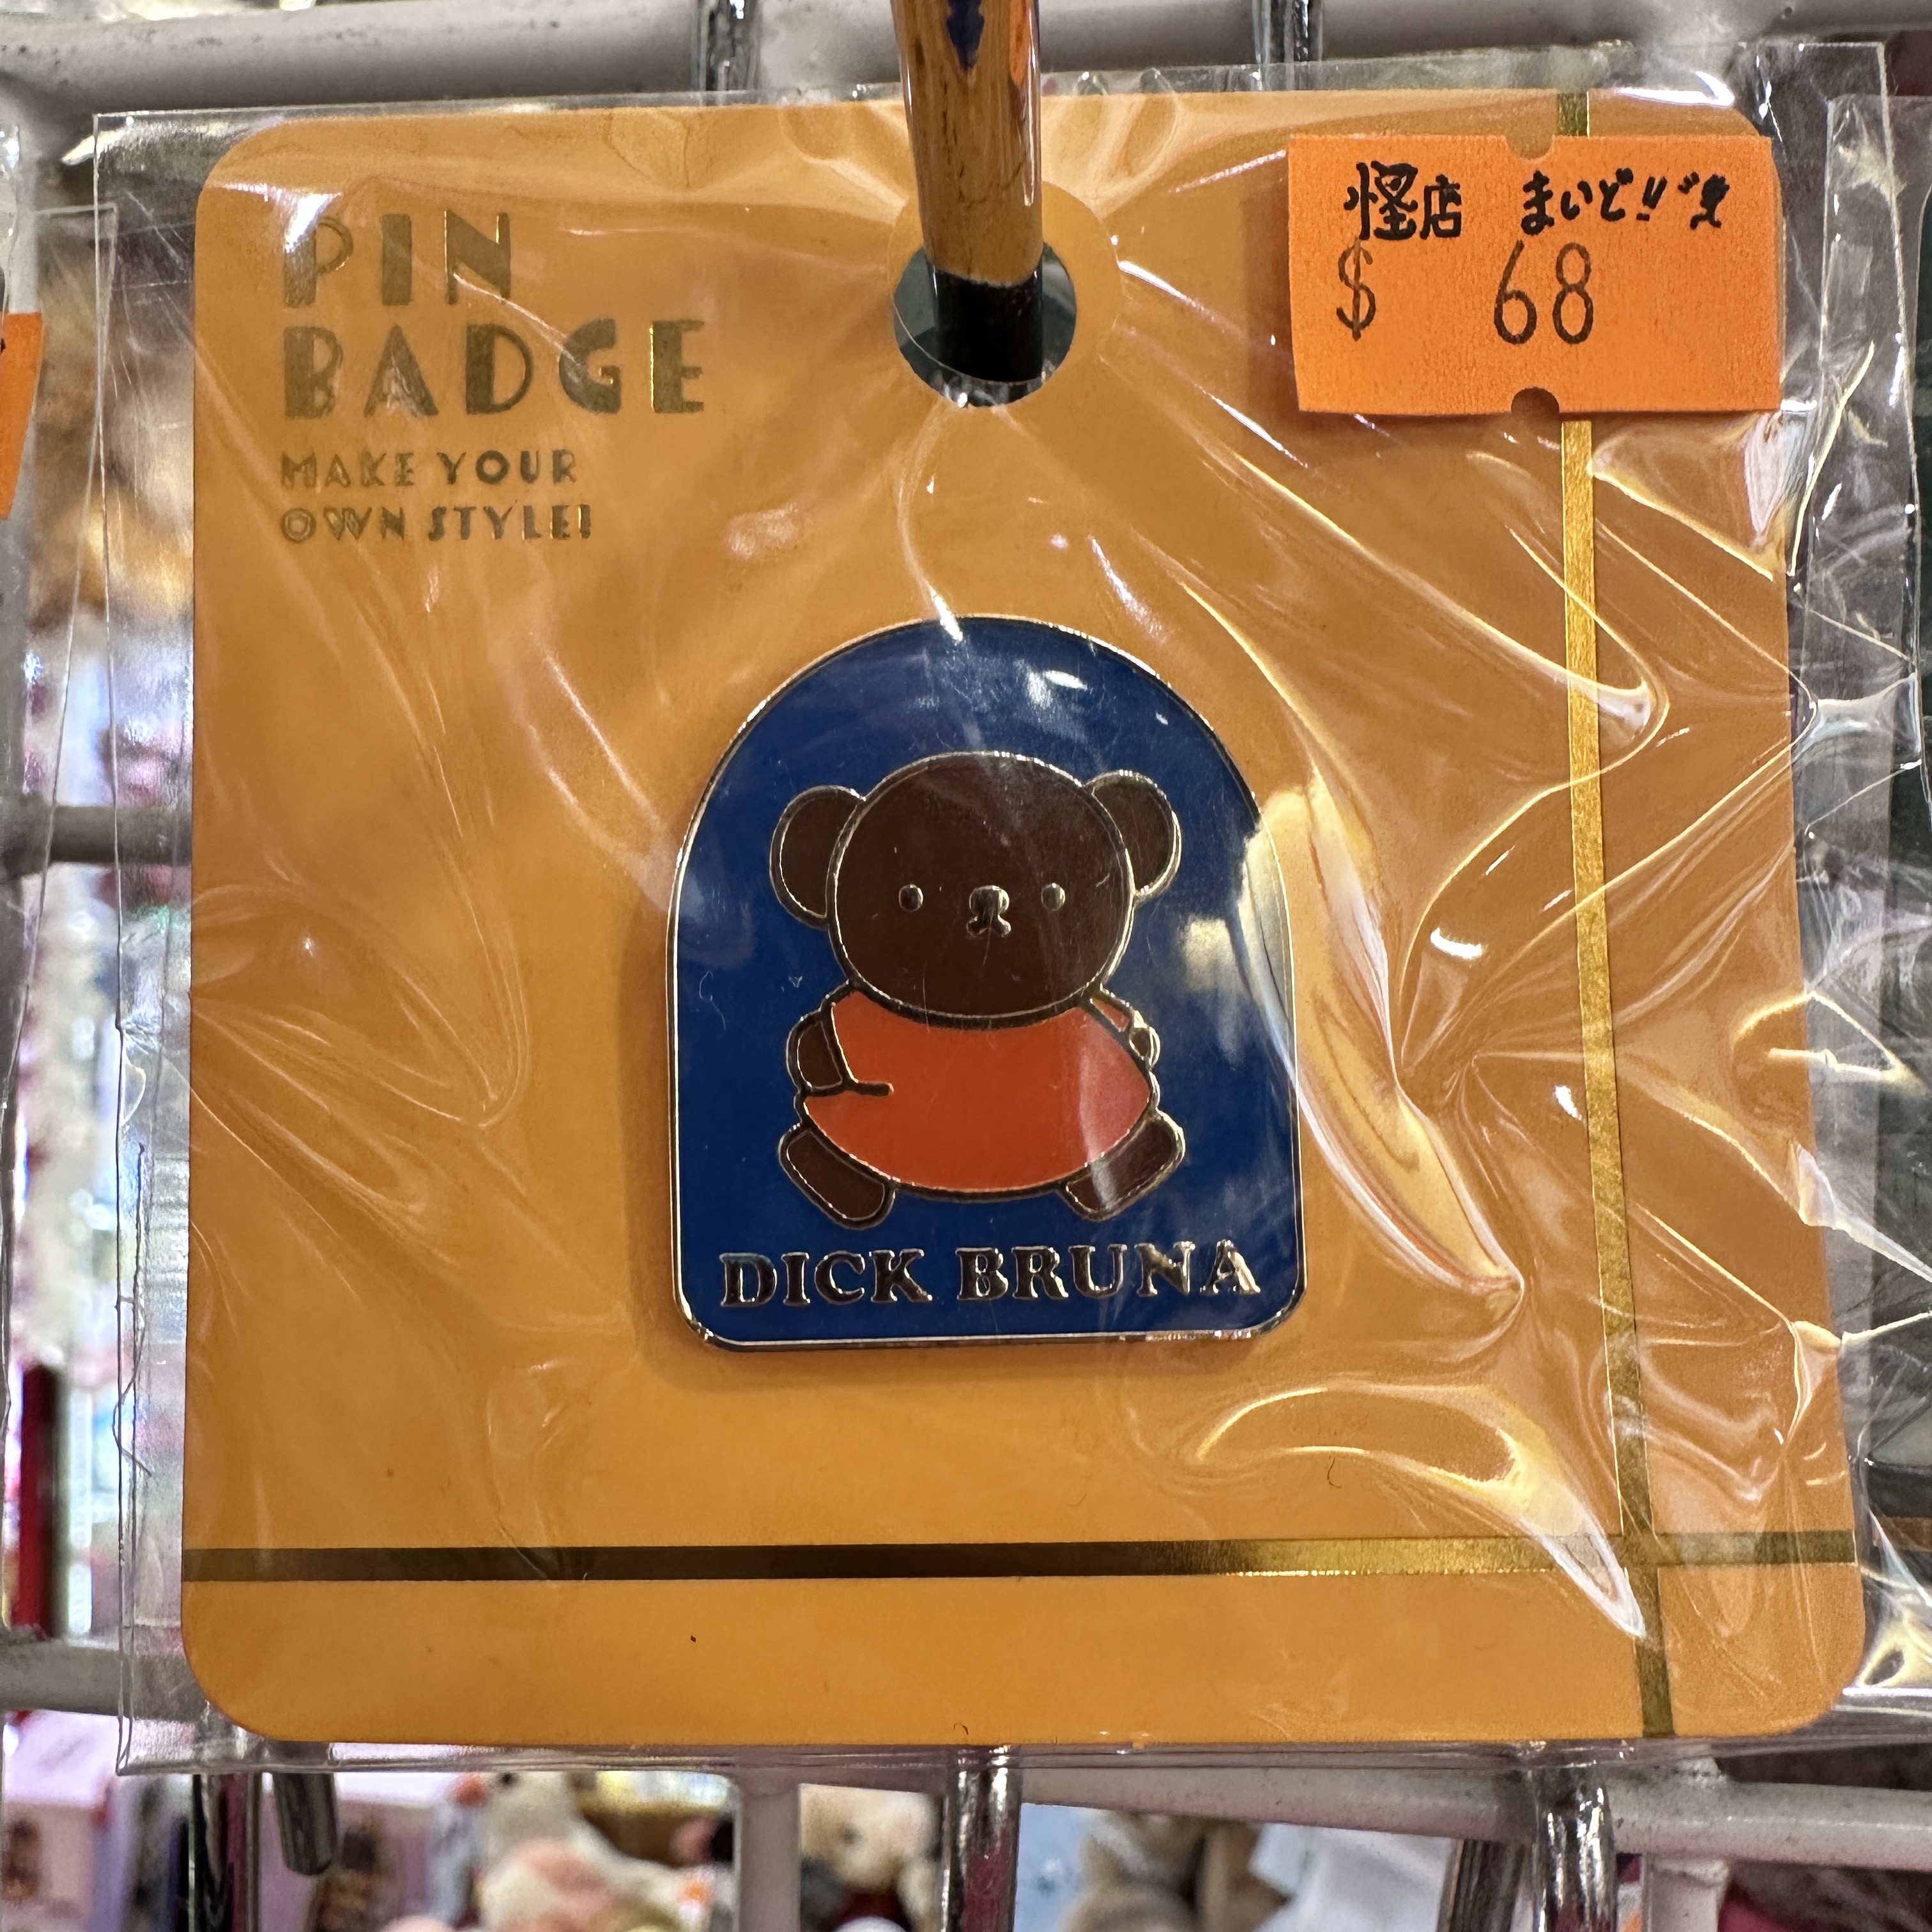 PIN
BADGE
MAKE YOUR
OWN STYLE!
怪店 まいど!!
$ 68
DICK BRUNA